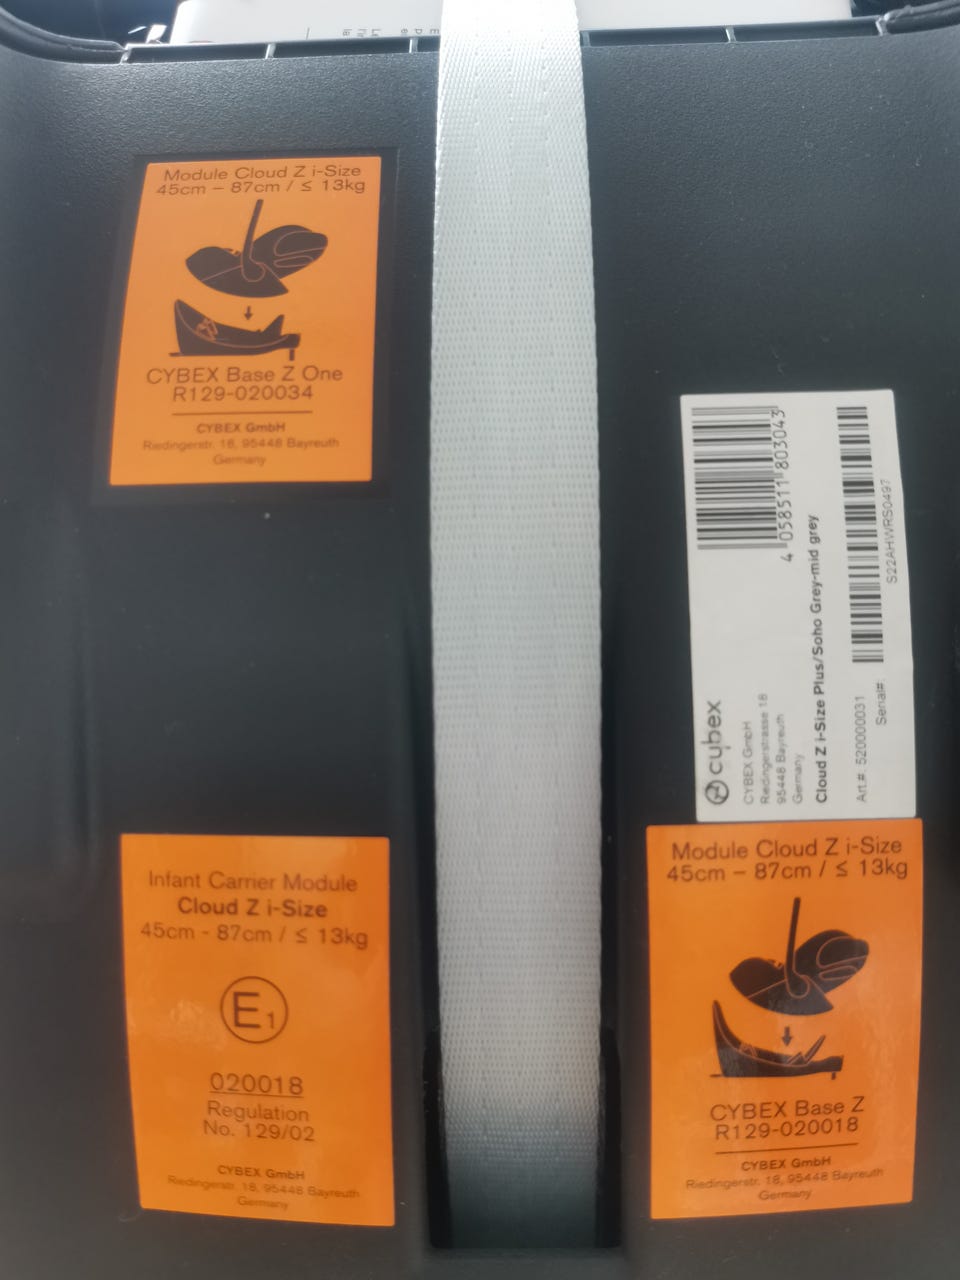 Module Cloud Z i-Size
45cm – 87cm / ≤ 13kg
CYBEX Base Z One
R129-020034
CYBEX GmbH
Riedingerstr. 18, 95448 Bayreuth
Germany
4 058511 803043
cybex
CYBEX GmbH
Riedingerstrasse 18
95448 Bayreuth
Germany
Cloud Z i-Size Plus/Soho Grey-mid grey
Art.#: 520000031
Serial#:
S22AHWRS0497
Infant Carrier Module
Cloud Z i-Size
45cm - 87cm / ≤ 13kg
E1
020018
Regulation
No. 129/02
CYBEX GmbH
Riedingerstr. 18, 95448 Bayreuth
Germany
Module Cloud Z i-Size
45cm – 87cm / ≤ 13kg
CYBEX Base Z
R129-020018
CYBEX GmbH
Riedingerstr. 18, 95448 Bayreuth
Germany